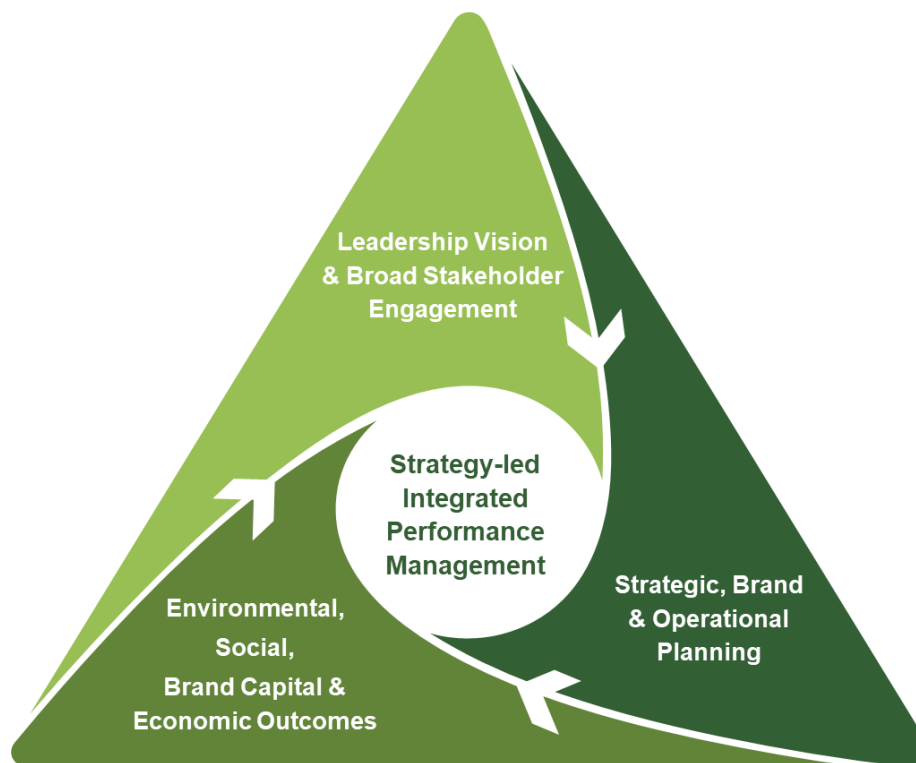 Leadership Vision
& Broad Stakeholder
Engagement
Strategy-led
Integrated
Performance
Management
Strategic, Brand
& Operational
Planning
Environmental,
Social,
Brand Capital &
Economic Outcomes